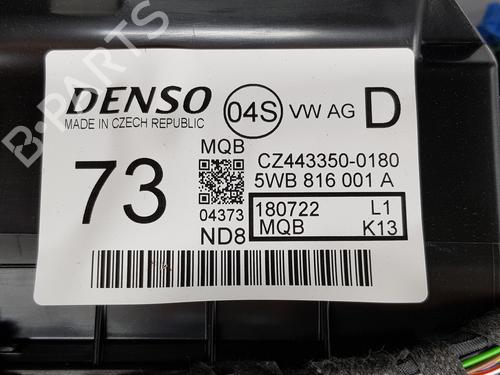 DENSO
MADE IN CZECH REPUBLIC
04S
VW AG
D
MQB
73
04373
ND8
CZ443350-0180
5WB 816 001 A
180722 L1
MQB K13
B-PARTS